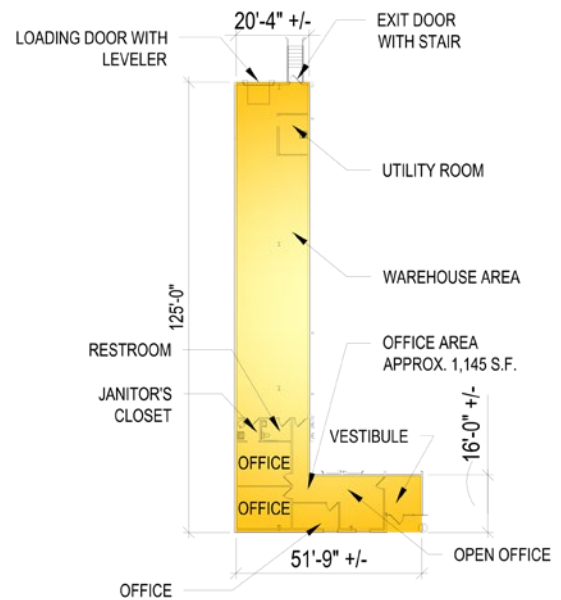 20'-4" +/-
LOADING DOOR WITH
LEVELER
EXIT DOOR
WITH STAIR
UTILITY ROOM
WAREHOUSE AREA
125'-0"
RESTROOM
OFFICE AREA
APPROX. 1,145 S.F.
JANITOR'S
CLOSET
VESTIBULE
16'-0" +/-
OFFICE
OFFICE
51'-9" +/-
OPEN OFFICE
OFFICE